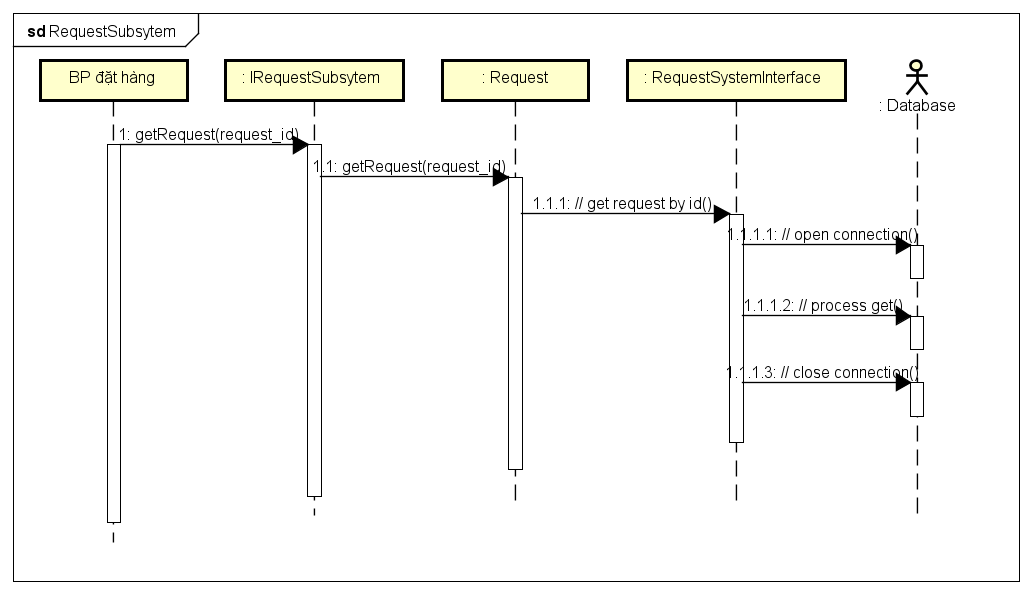 sd RequestSubsytem
BP đặt hàng
: IRequestSubsytem
: Request
: RequestSystemInterface
: Database
1: getRequest(request_id)
1.1: getRequest(request_id)
1.1.1: // get request by id()
1.1.1.1: // open connection()
1.1.1.2: // process get()
1.1.1.3: // close connection()